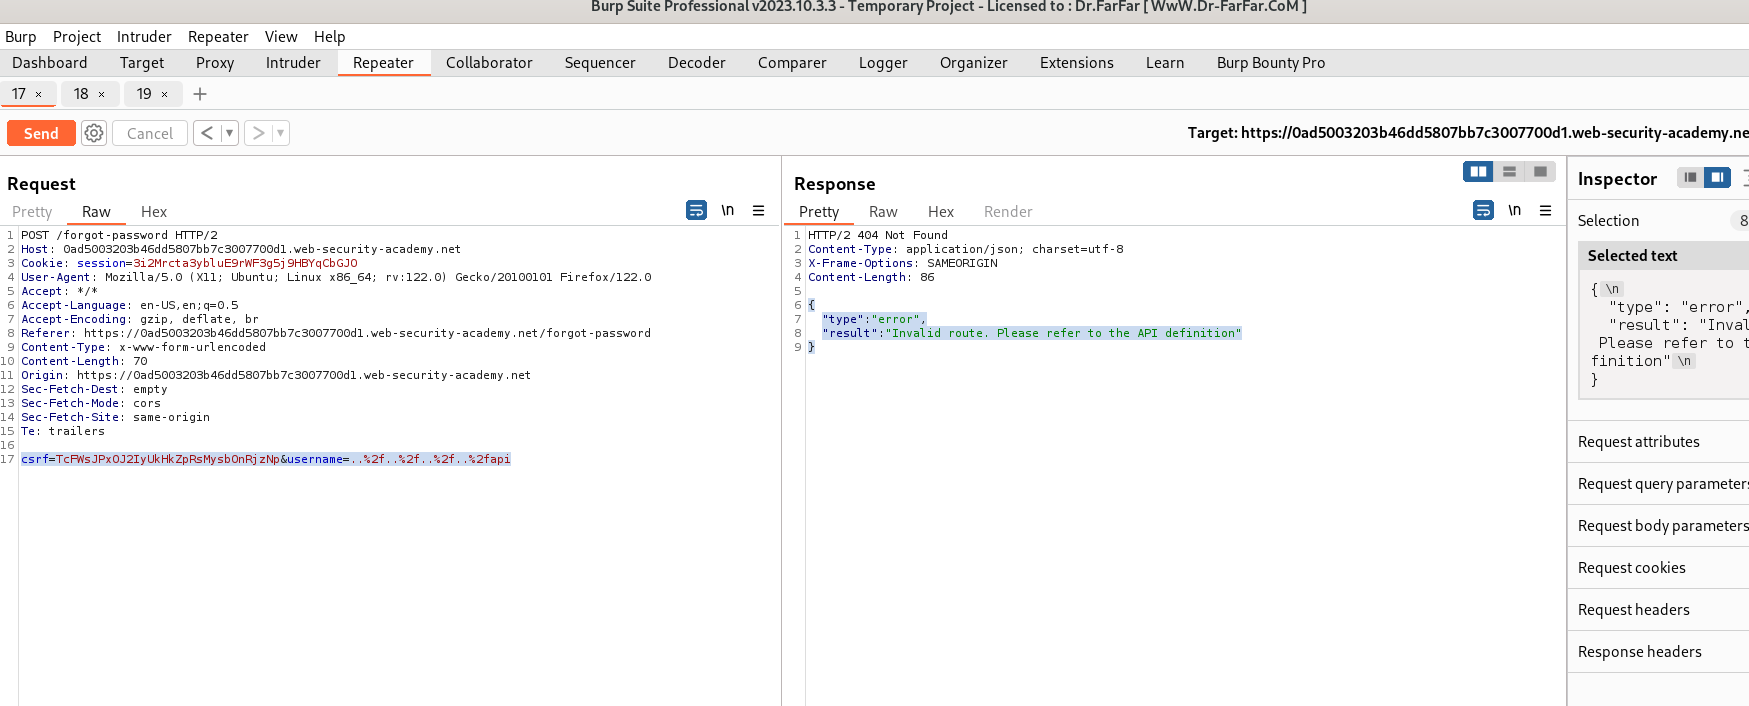 Burp Suite Professional v2023.10.3.3 - Temporary Project - Licensed to : Dr.FarFar [ WwW.Dr-FarFar.CoM ]
Burp Project Intruder Repeater View Help
Dashboard Target Proxy Intruder Repeater Collaborator Sequencer Decoder Comparer Logger Organizer Extensions Learn Burp Bounty Pro
17 × 18 × 19 × +
Send Cancel < ▼ > ▼ Target: https://0ad5003203b46dd5807bb7c3007700d1.web-security-academy.ne
Request
Pretty Raw Hex \n
1 POST /forgot-password HTTP/2
2 Host: 0ad5003203b46dd5807bb7c3007700d1.web-security-academy.net
3 Cookie: session=3i2Mrcta3ybluE9rWF3g5j9HBYqCbGJO
4 User-Agent: Mozilla/5.0 (X11; Ubuntu; Linux x86_64; rv:122.0) Gecko/20100101 Firefox/122.0
5 Accept: */*
6 Accept-Language: en-US,en;q=0.5
7 Accept-Encoding: gzip, deflate, br
8 Referer: https://0ad5003203b46dd5807bb7c3007700d1.web-security-academy.net/forgot-password
9 Content-Type: x-www-form-urlencoded
10 Content-Length: 70
11 Origin: https://0ad5003203b46dd5807bb7c3007700d1.web-security-academy.net
12 Sec-Fetch-Dest: empty
13 Sec-Fetch-Mode: cors
14 Sec-Fetch-Site: same-origin
15 Te: trailers
16
17 csrf=TcFWsJPxOJ2IyUkHkZpRsMysbOnRjzNp&username=..%2f..%2f..%2f..%2fapi
Response
Pretty Raw Hex Render \n
1 HTTP/2 404 Not Found
2 Content-Type: application/json; charset=utf-8
3 X-Frame-Options: SAMEORIGIN
4 Content-Length: 86
5
6 {
7 "type":"error",
8 "result":"Invalid route. Please refer to the API definition"
9 }
Inspector
Selection 8
Selected text
{ \n
"type": "error",
"result": "Inval
Please refer to t
finition" \n
}
Request attributes
Request query parameters
Request body parameters
Request cookies
Request headers
Response headers